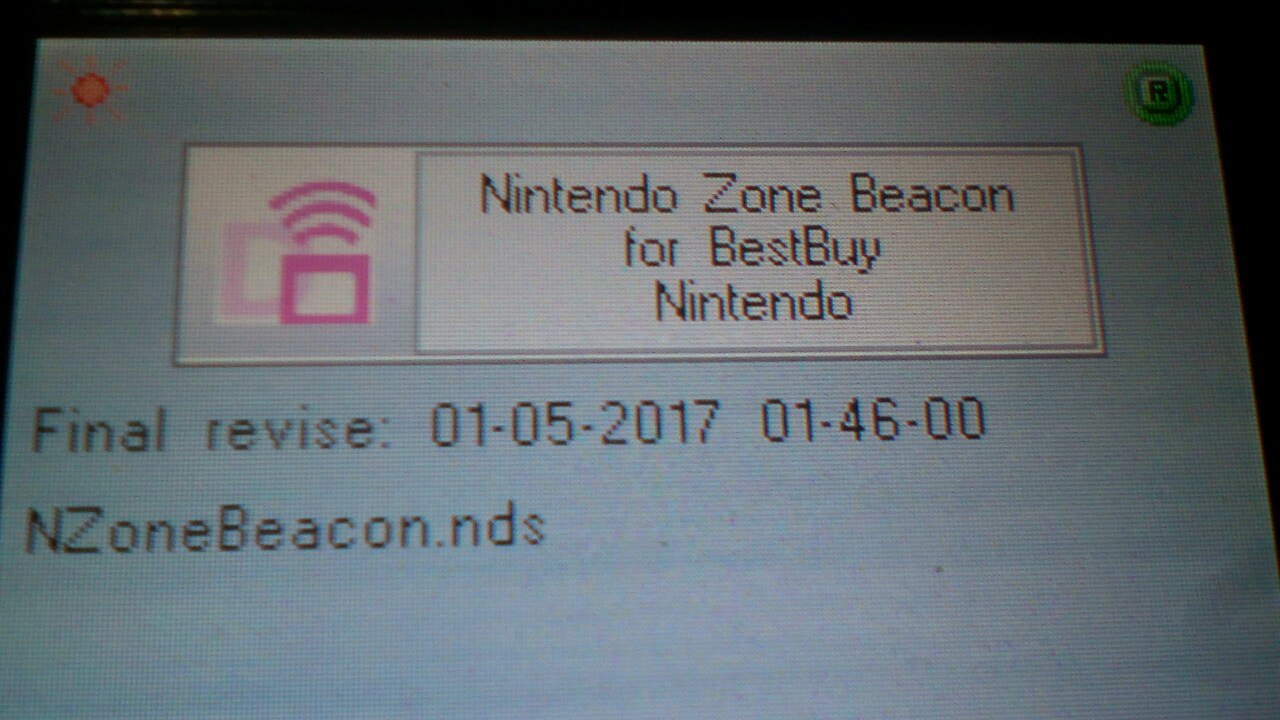 R
Nintendo Zone Beacon
for BestBuy
Nintendo
Final revise: 01-05-2017 01-46-00
NZoneBeacon.nds